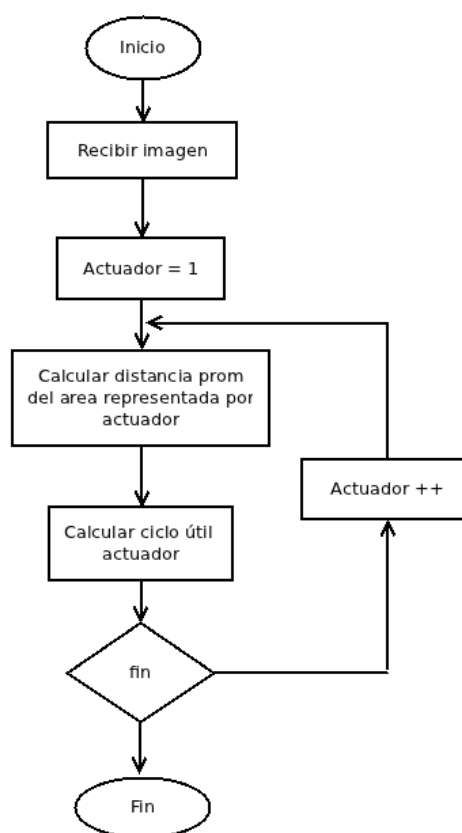 Inicio
Recibir imagen
Actuador = 1
Calcular distancia prom
del area representada por
actuador
Actuador ++
Calcular ciclo útil
actuador
fin
Fin